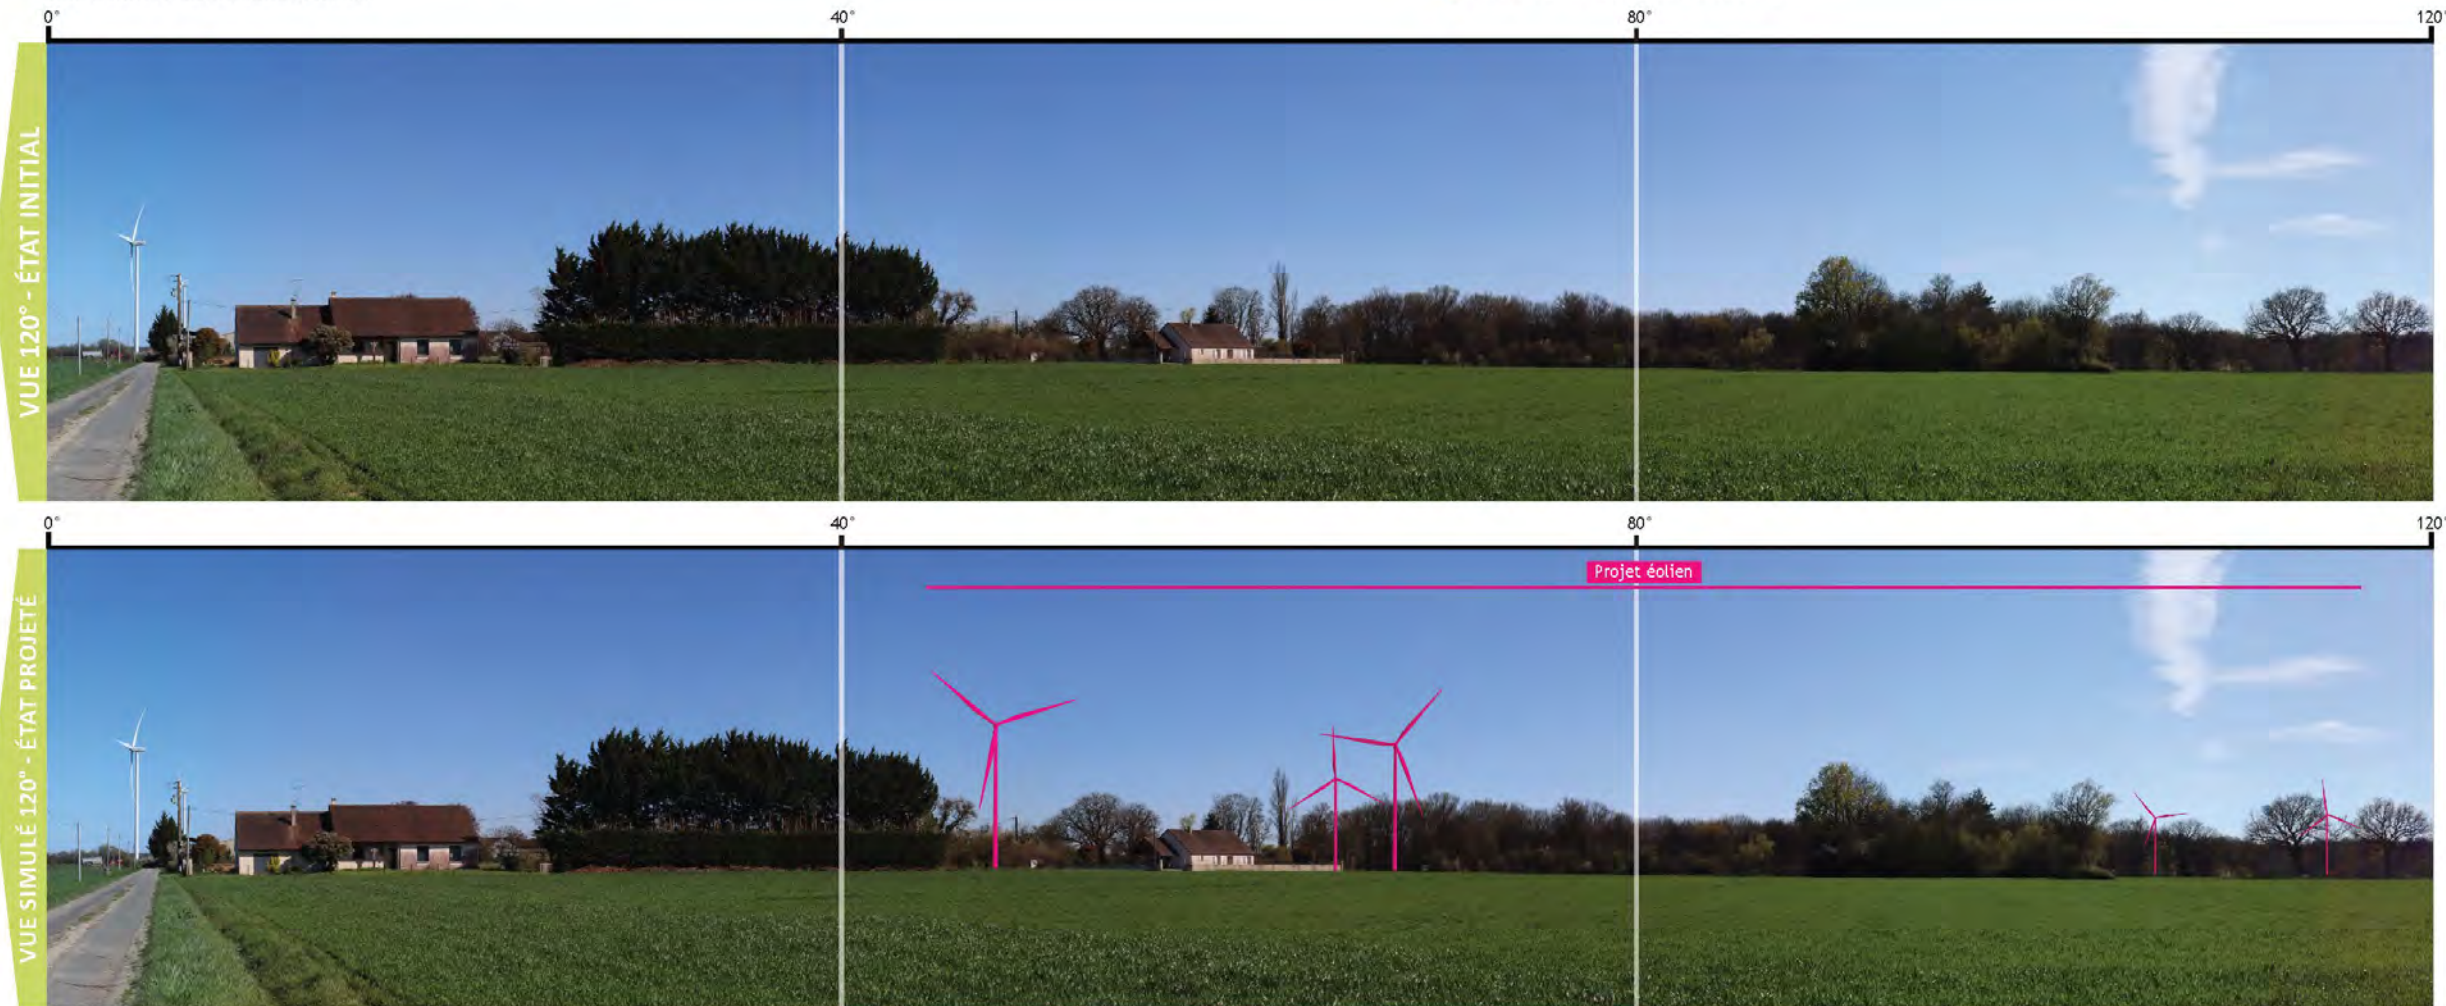 0° 40° 80° 120°
VUE 120° - ÉTAT INITIAL
0° 40° 80° 120°
Projet éolien
VUE SIMULÉ 120° - ÉTAT PROJETÉ